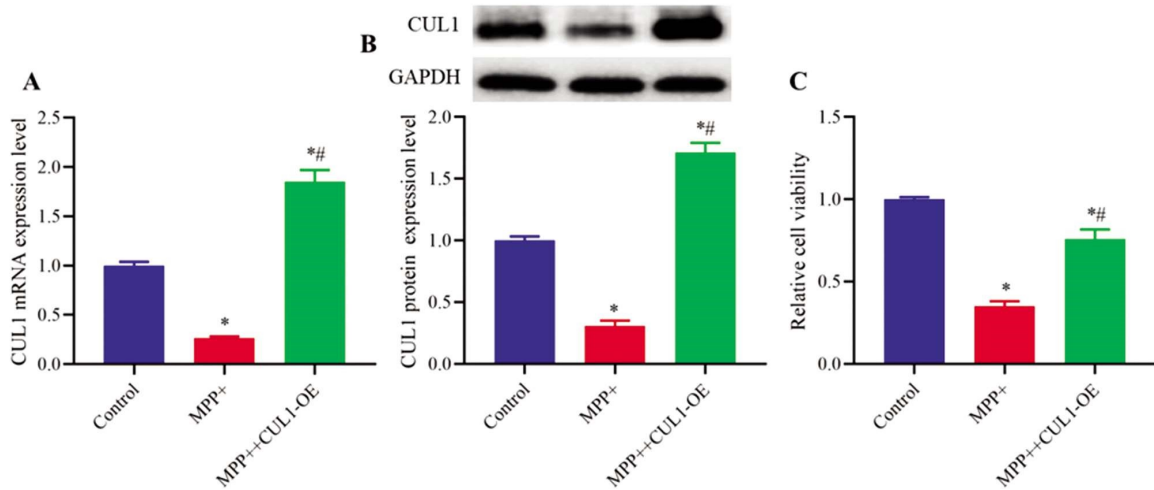 A
CUL1 mRNA expression level
2.5
2.0
1.5
1.0
0.5
0.0
*
*#
Control
MPP+
MPP++CUL1-OE
B
CUL1
GAPDH
CUL1 protein expression level
2.0
1.5
1.0
0.5
0.0
*
*#
Control
MPP+
MPP++CUL1-OE
C
Relative cell viability
1.5
1.0
0.5
0.0
*
*#
Control
MPP+
MPP++CUL1-OE